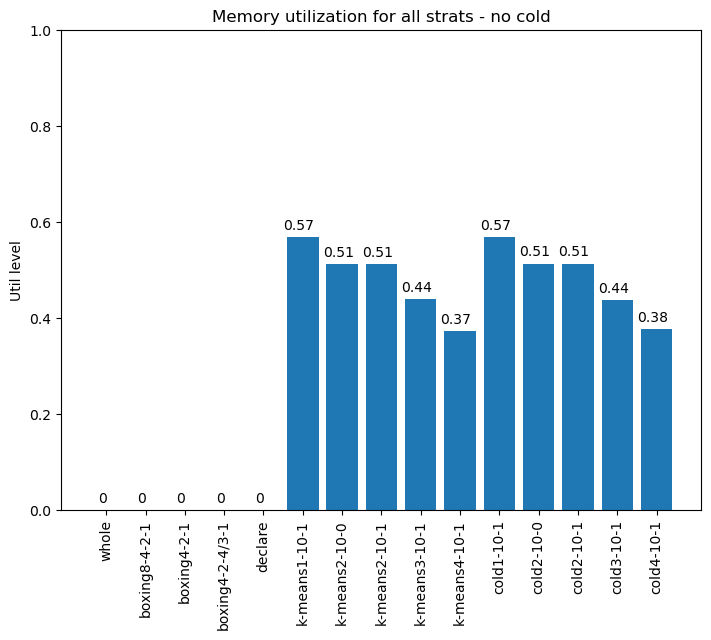 Memory utilization for all strats - no cold
Util level
1.0
0.8
0.6
0.4
0.2
0.0
0
0
0
0
0
0.57
0.51
0.51
0.44
0.37
0.57
0.51
0.51
0.44
0.38
whole
boxing8-4-2-1
boxing4-2-1
boxing4-2-4/3-1
declare
k-means1-10-1
k-means2-10-0
k-means2-10-1
k-means3-10-1
k-means4-10-1
cold1-10-1
cold2-10-0
cold2-10-1
cold3-10-1
cold4-10-1